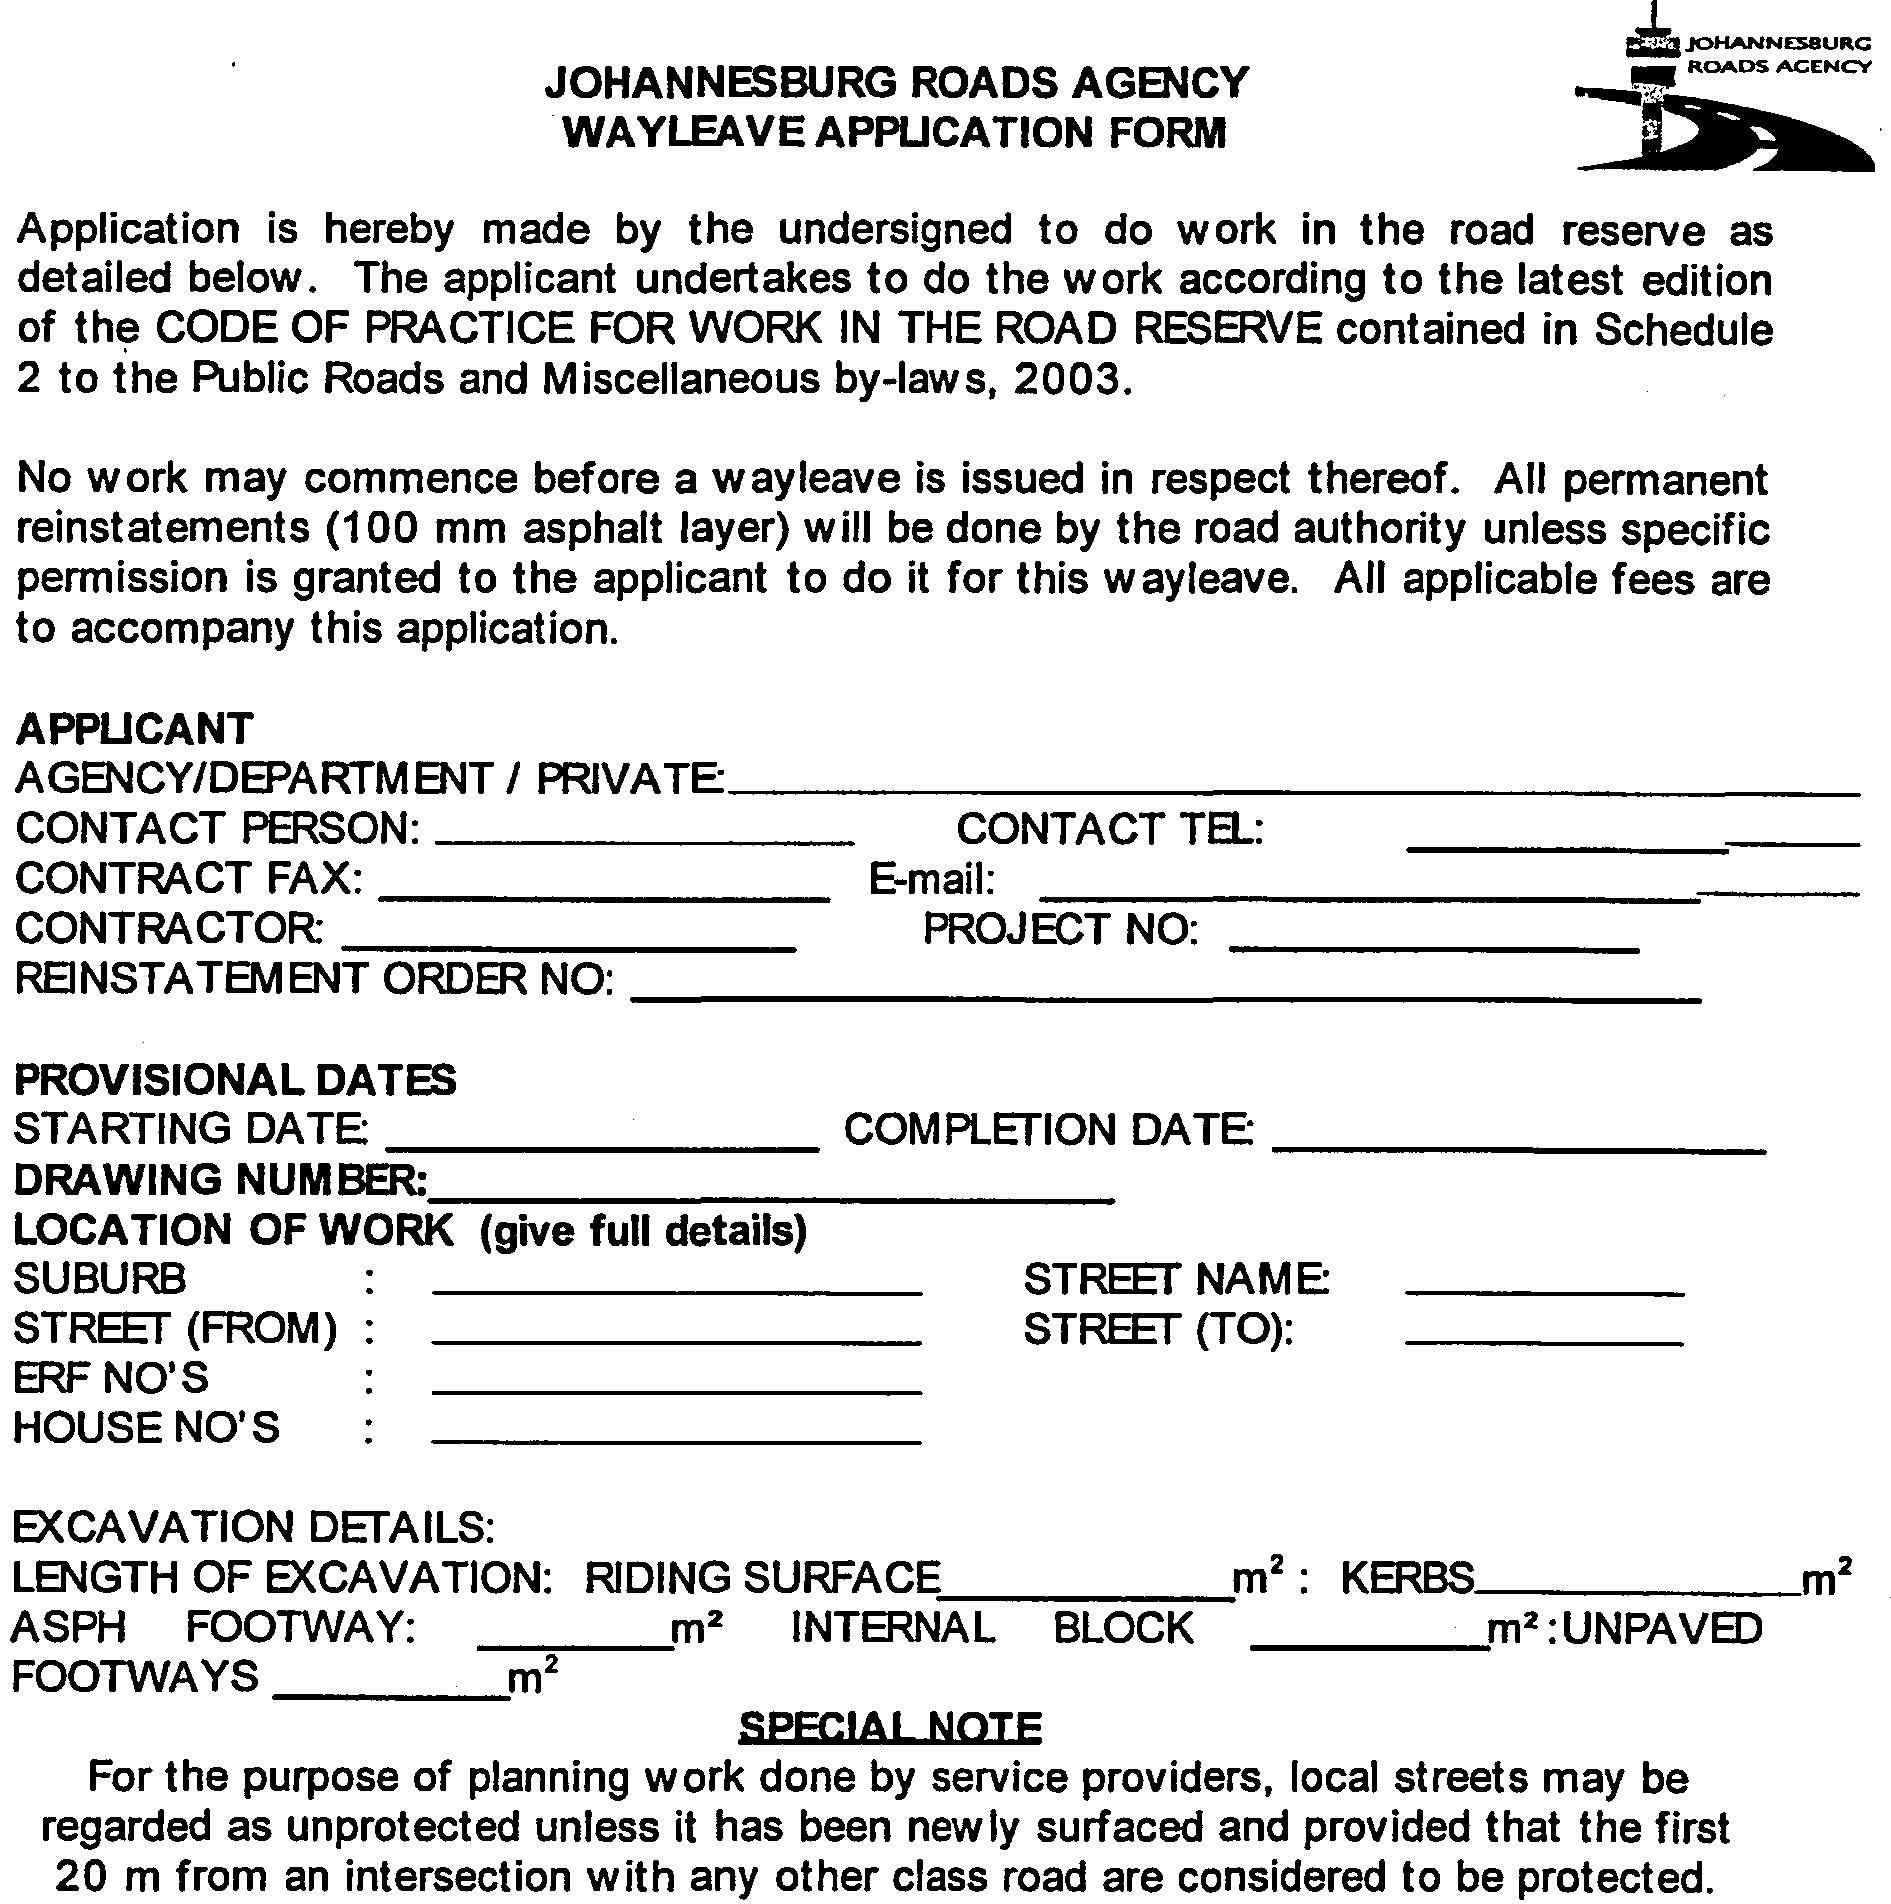 JOHANNESBURG
ROADS AGENCY
JOHANNESBURG ROADS AGENCY
WAYLEAVE APPLICATION FORM
Application is hereby made by the undersigned to do work in the road reserve as
detailed below. The applicant undertakes to do the work according to the latest edition
of the CODE OF PRACTICE FOR WORK IN THE ROAD RESERVE contained in Schedule
2 to the Public Roads and Miscellaneous by-laws, 2003.
No work may commence before a wayleave is issued in respect thereof. All permanent
reinstatements (100 mm asphalt layer) will be done by the road authority unless specific
permission is granted to the applicant to do it for this wayleave. All applicable fees are
to accompany this application.
APPLICANT
AGENCY/DEPARTMENT / PRIVATE:
CONTACT PERSON: CONTACT TEL:
CONTRACT FAX: E-mail:
CONTRACTOR: PROJECT NO:
REINSTATEMENT ORDER NO:
PROVISIONAL DATES
STARTING DATE: COMPLETION DATE:
DRAWING NUMBER:
LOCATION OF WORK (give full details)
SUBURB : STREET NAME:
STREET (FROM) : STREET (TO):
ERF NO'S :
HOUSE NO'S :
EXCAVATION DETAILS:
LENGTH OF EXCAVATION: RIDING SURFACE m² : KERBS m²
ASPH FOOTWAY: m² INTERNAL BLOCK m² :UNPAVED
FOOTWAYS m²
SPECIAL NOTE
For the purpose of planning work done by service providers, local streets may be
regarded as unprotected unless it has been newly surfaced and provided that the first
20 m from an intersection with any other class road are considered to be protected.